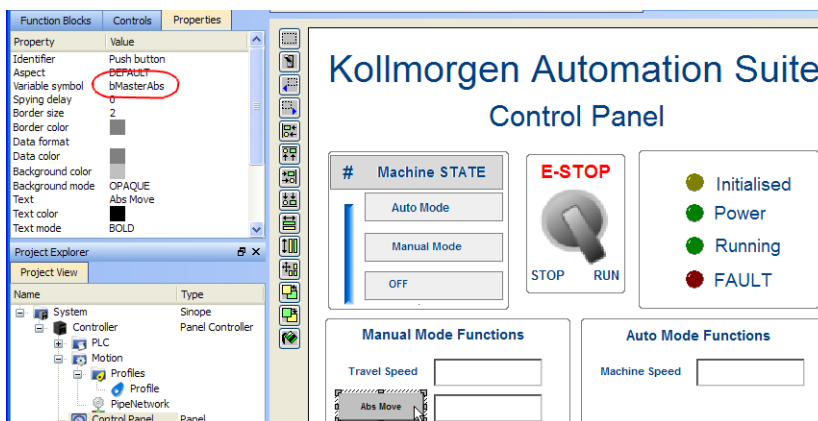 Function Blocks Controls Properties
Property Value
Identifier Push button
Aspect DEFAULT
Variable symbol bMasterAbs
Spying delay 0
Border size 2
Border color
Data format
Data color
Background color
Background mode OPAQUE
Text Abs Move
Text color
Text mode BOLD
Project Explorer
Project View
Name Type
System Sinope
Controller Panel Controller
PLC
Motion
Profiles
Profile
PipeNetwork
Control Panel Panel
Kollmorgen Automation Suite
Control Panel
# Machine STATE
Auto Mode
Manual Mode
OFF
E-STOP
STOP RUN
Initialised
Power
Running
FAULT
Manual Mode Functions
Travel Speed
Abs Move
Auto Mode Functions
Machine Speed